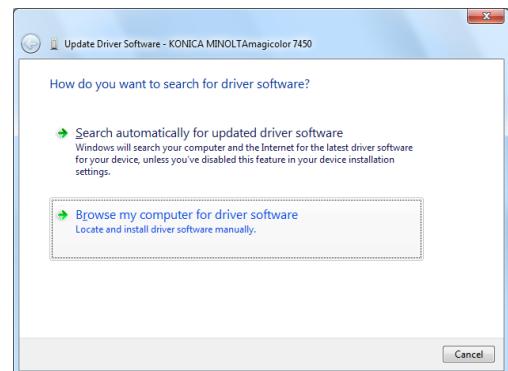 Update Driver Software - KONICA MINOLTAmagicolor 7450
How do you want to search for driver software?
Search automatically for updated driver software
Windows will search your computer and the Internet for the latest driver software
for your device, unless you've disabled this feature in your device installation
settings.
Browse my computer for driver software
Locate and install driver software manually.
Cancel